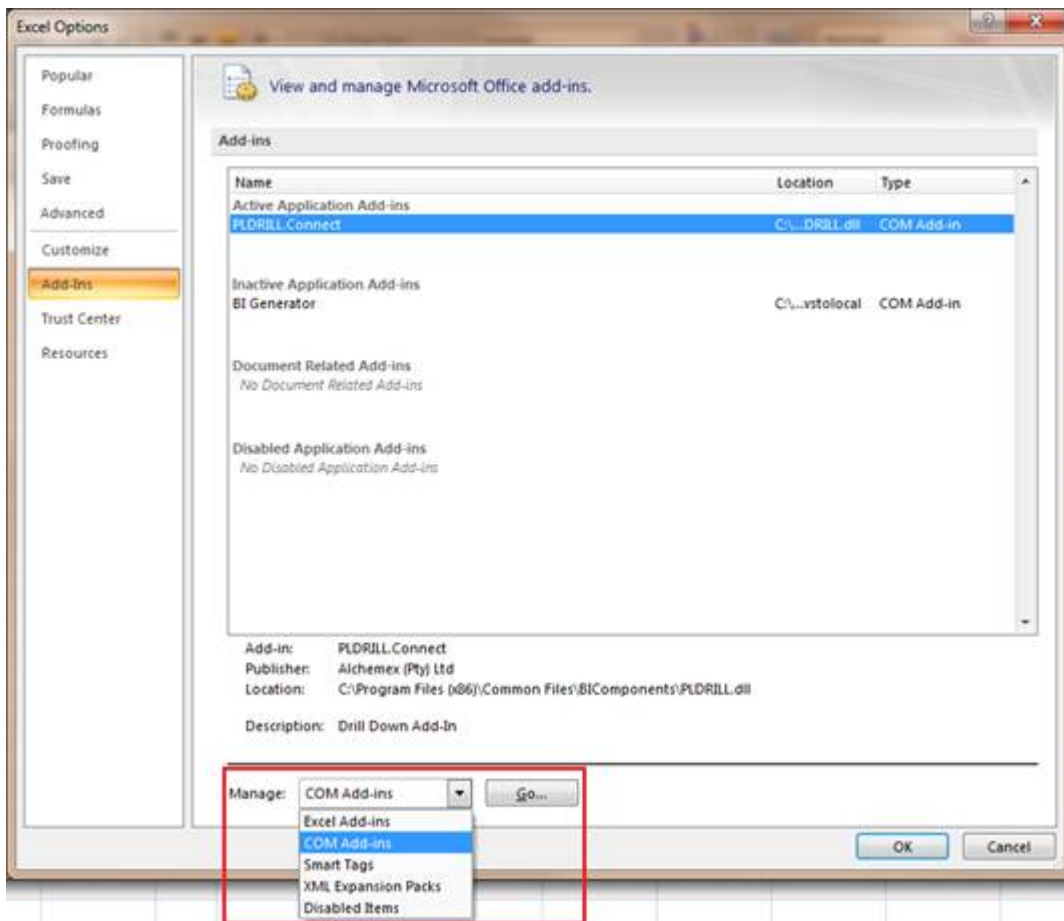 Excel Options
Popular
Formulas
Proofing
Save
Advanced
Customize
Add-Ins
Trust Center
Resources
View and manage Microsoft Office add-ins.
Add-ins
Name Location Type
Active Application Add-ins
PLDRILL.Connect C:\...DRILL.dll COM Add-in
Inactive Application Add-ins
BI Generator C:\...vstolocal COM Add-in
Document Related Add-ins
No Document Related Add-ins
Disabled Application Add-ins
No Disabled Application Add-ins
Add-in: PLDRILL.Connect
Publisher: Alchemex (Pty) Ltd
Location: C:\Program Files (x86)\Common Files\BIComponents\PLDRILL.dll
Description: Drill Down Add-In
Manage: COM Add-ins Go...
Excel Add-ins
COM Add-ins
Smart Tags
XML Expansion Packs
Disabled Items
OK Cancel